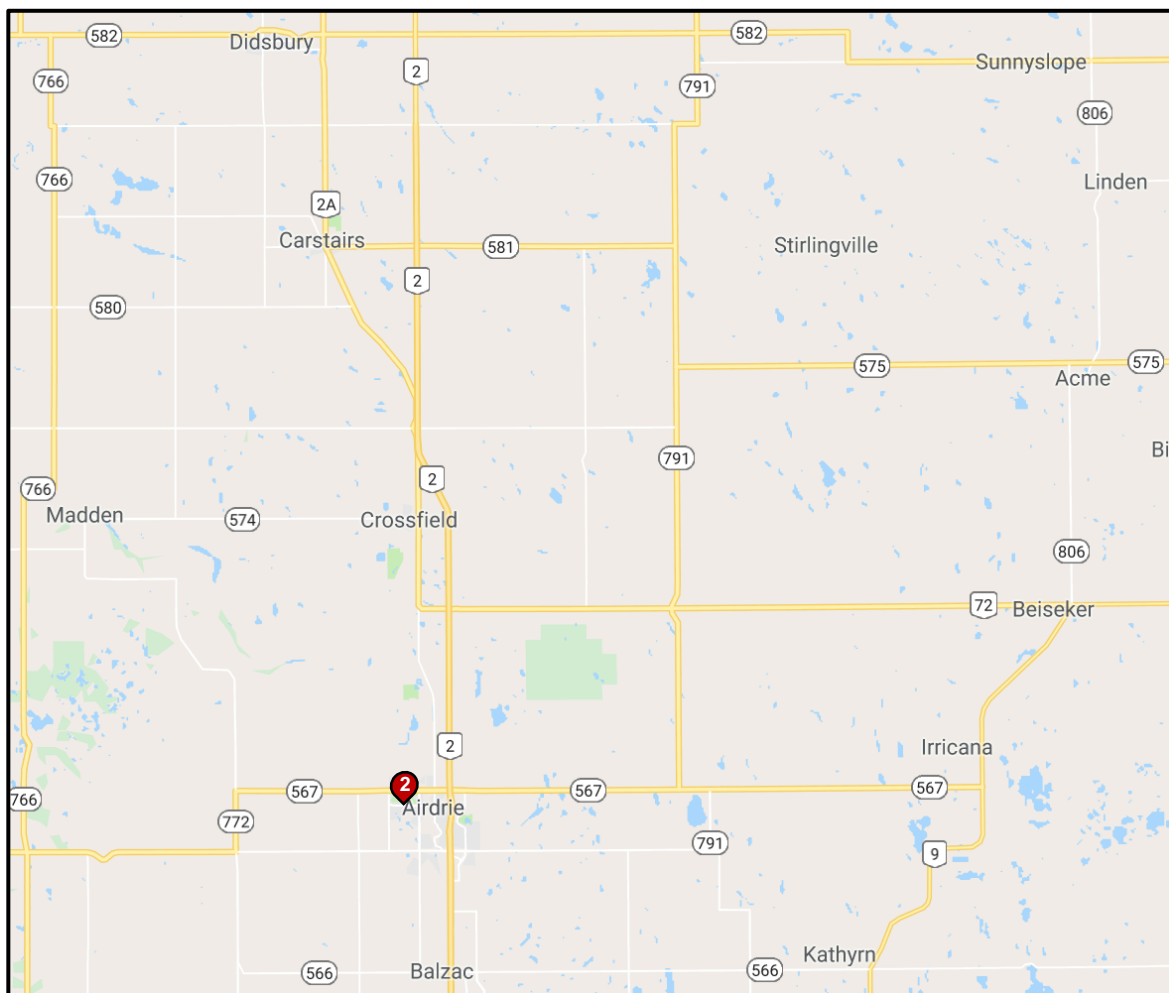 582
Didsbury
582
2
Sunnyslope
766
791
806
766
Linden
2A
Carstairs
581
Stirlingville
2
580
575
575
Acme
Bi
791
2
766
Madden
574
Crossfield
806
72
Beiseker
2
Irricana
2
567
567
567
766
Airdrie
772
791
9
Kathyrn
566
Balzac
566